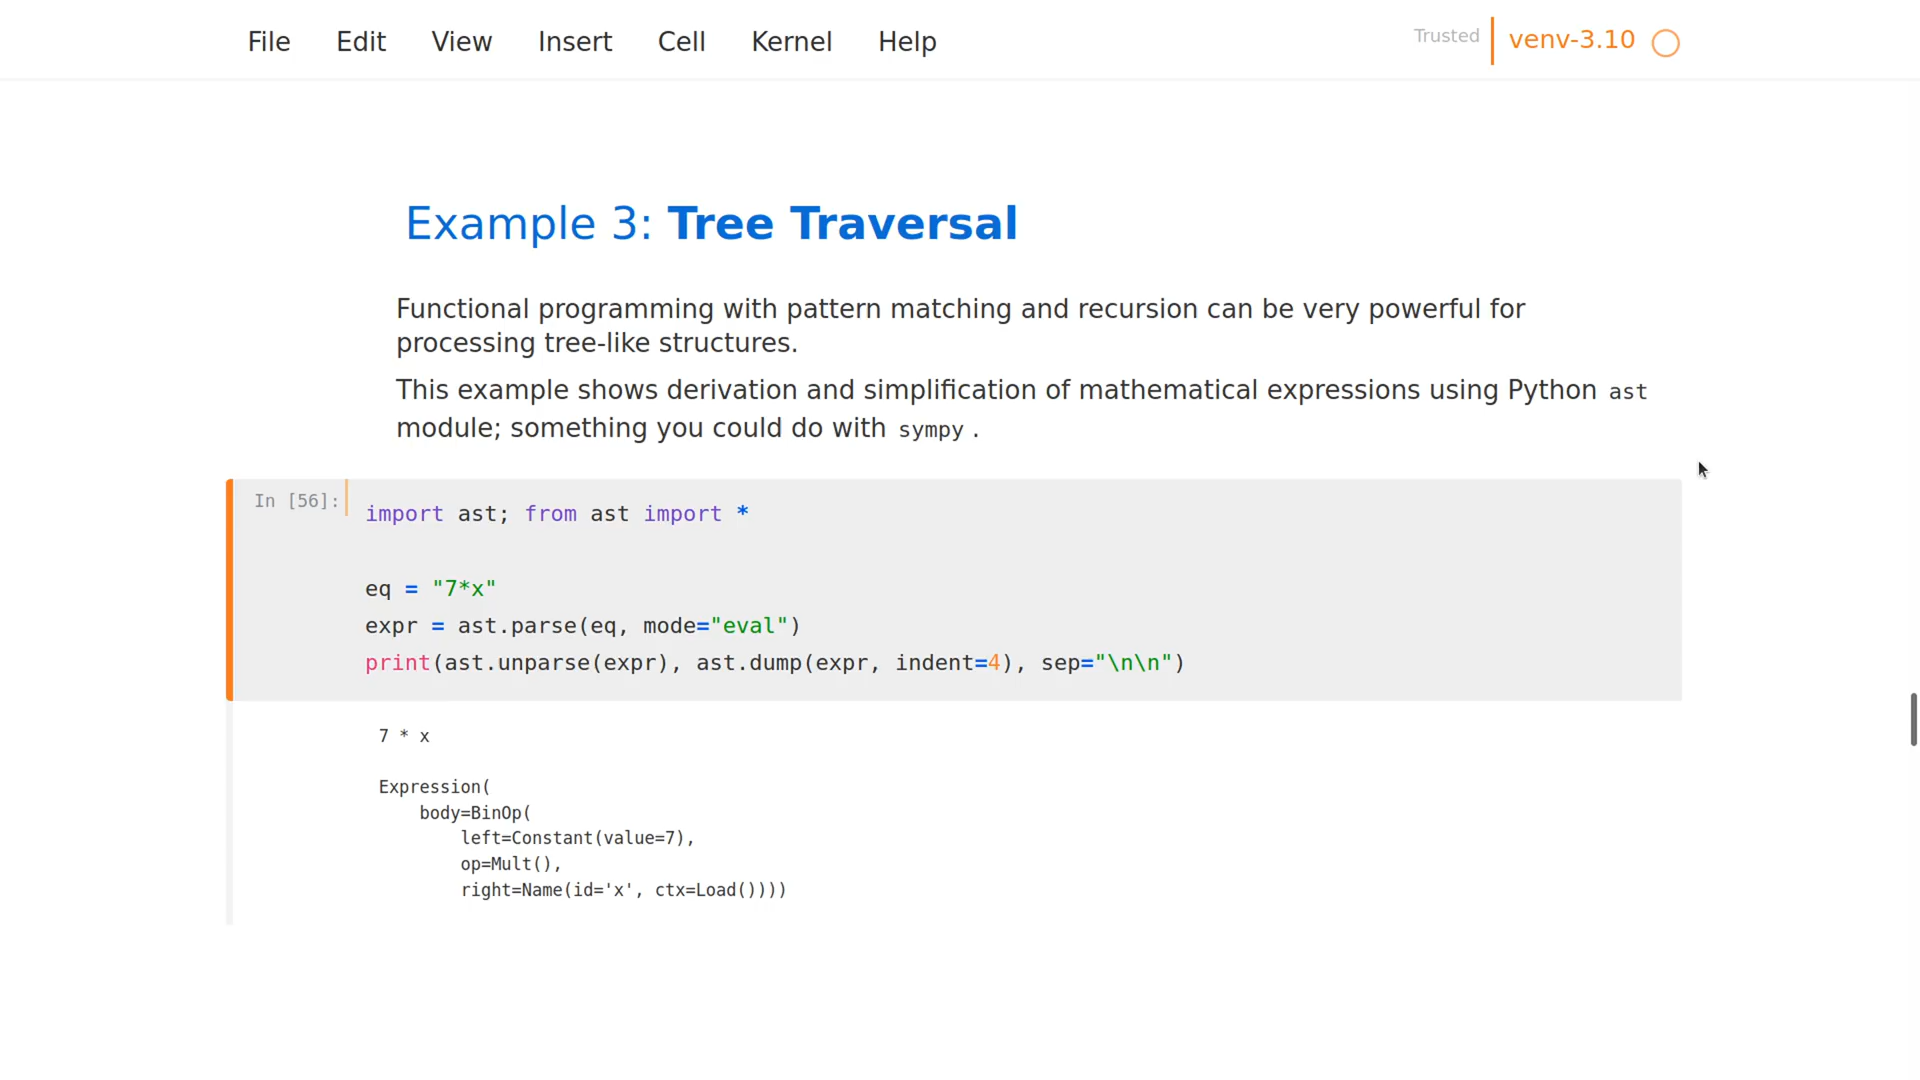 File Edit View Insert Cell Kernel Help Trusted venv-3.10
Example 3: Tree Traversal
Functional programming with pattern matching and recursion can be very powerful for
processing tree-like structures.
This example shows derivation and simplification of mathematical expressions using Python ast
module; something you could do with sympy .
In [56]:
import ast; from ast import *

eq = "7*x"
expr = ast.parse(eq, mode="eval")
print(ast.unparse(expr), ast.dump(expr, indent=4), sep="\n\n")
7 * x

Expression(
    body=BinOp(
        left=Constant(value=7),
        op=Mult(),
        right=Name(id='x', ctx=Load())))